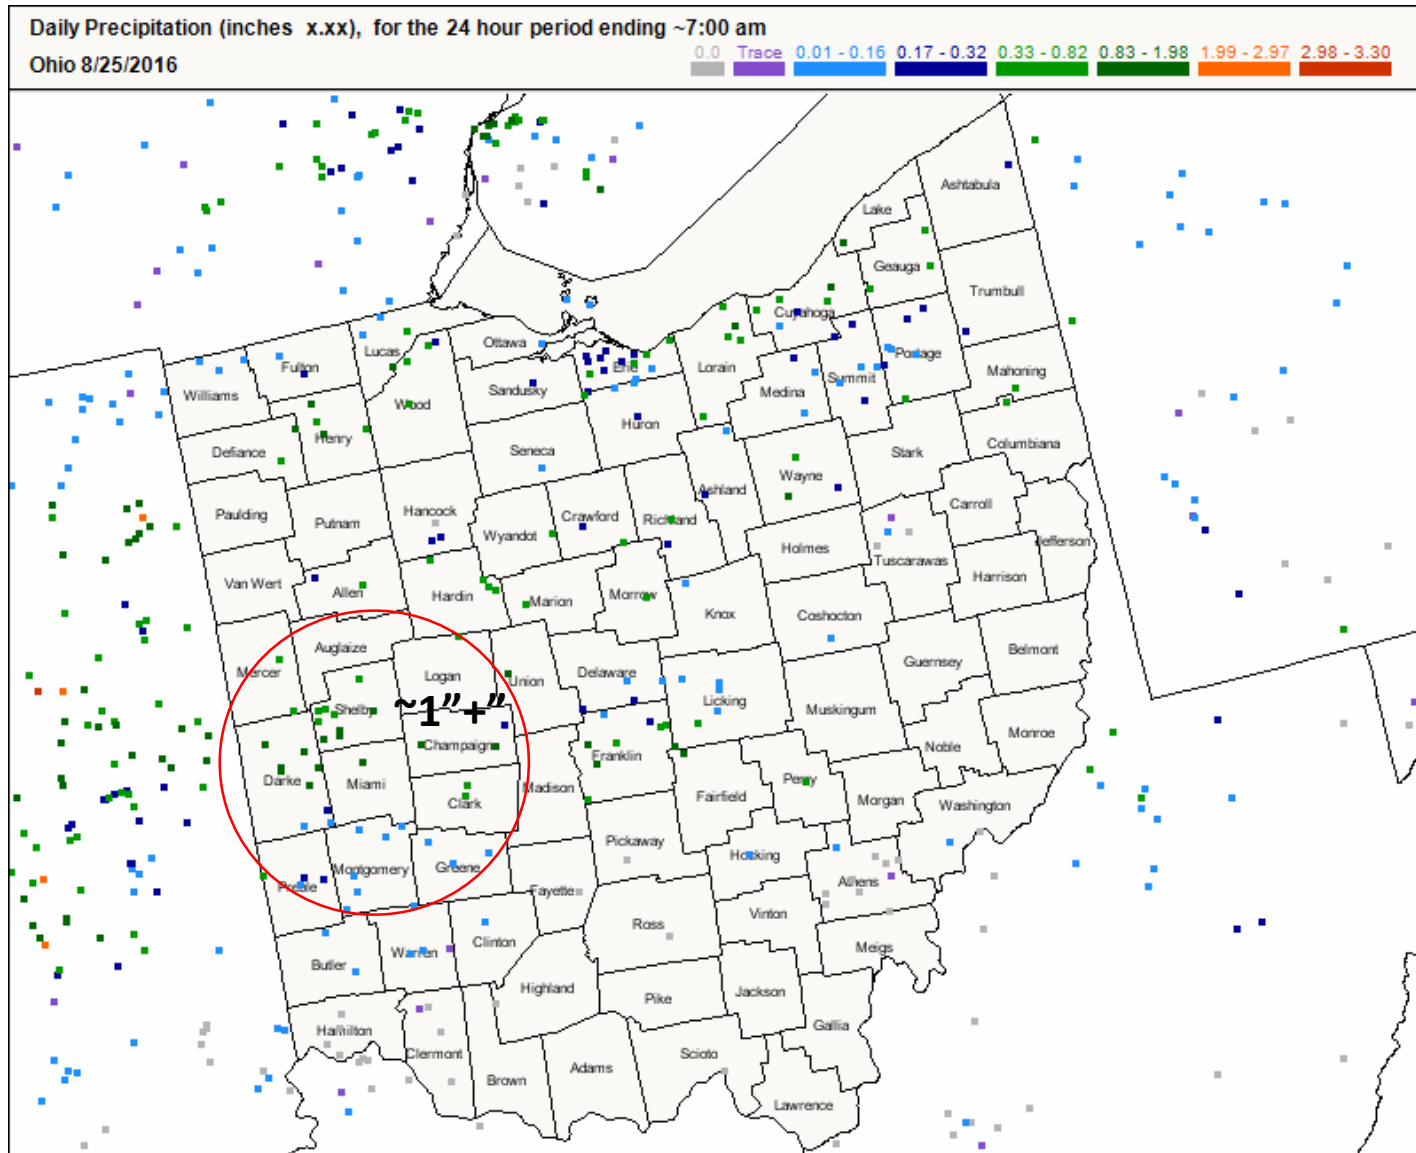 Daily Precipitation (inches x.xx), for the 24 hour period ending ~7:00 am
Ohio 8/25/2016
0.0 Trace 0.01 - 0.16 0.17 - 0.32 0.33 - 0.82 0.83 - 1.98 1.99 - 2.97 2.98 - 3.30
Ashtabula
Lake
Geauga
Trumbull
Cuyahoga
Ottawa
Lucas
Fulton
Williams
Erie
Lorain
Portage
Sandusky
Medina
Summit
Mahoning
Wood
Huron
Henry
Defiance
Seneca
Stark
Columbiana
Wayne
Ashland
Carroll
Paulding
Putnam
Hancock
Crawford
Richland
Wyandot
Holmes
Jefferson
Tuscarawas
Harrison
Van Wert
Allen
Hardin
Marion
Morrow
Knox
Coshocton
Auglaize
Mercer
Logan
Union
Delaware
Guernsey
Belmont
Licking
Shelby
~1”+”
Muskingum
Champaign
Franklin
Noble
Monroe
Darke
Miami
Madison
Clark
Perry
Fairfield
Morgan
Washington
Pickaway
Hocking
Montgomery
Greene
Preble
Fayette
Athens
Vinton
Ross
Clinton
Warren
Meigs
Butler
Highland
Pike
Jackson
Hamilton
Gallia
Clermont
Scioto
Adams
Brown
Lawrence